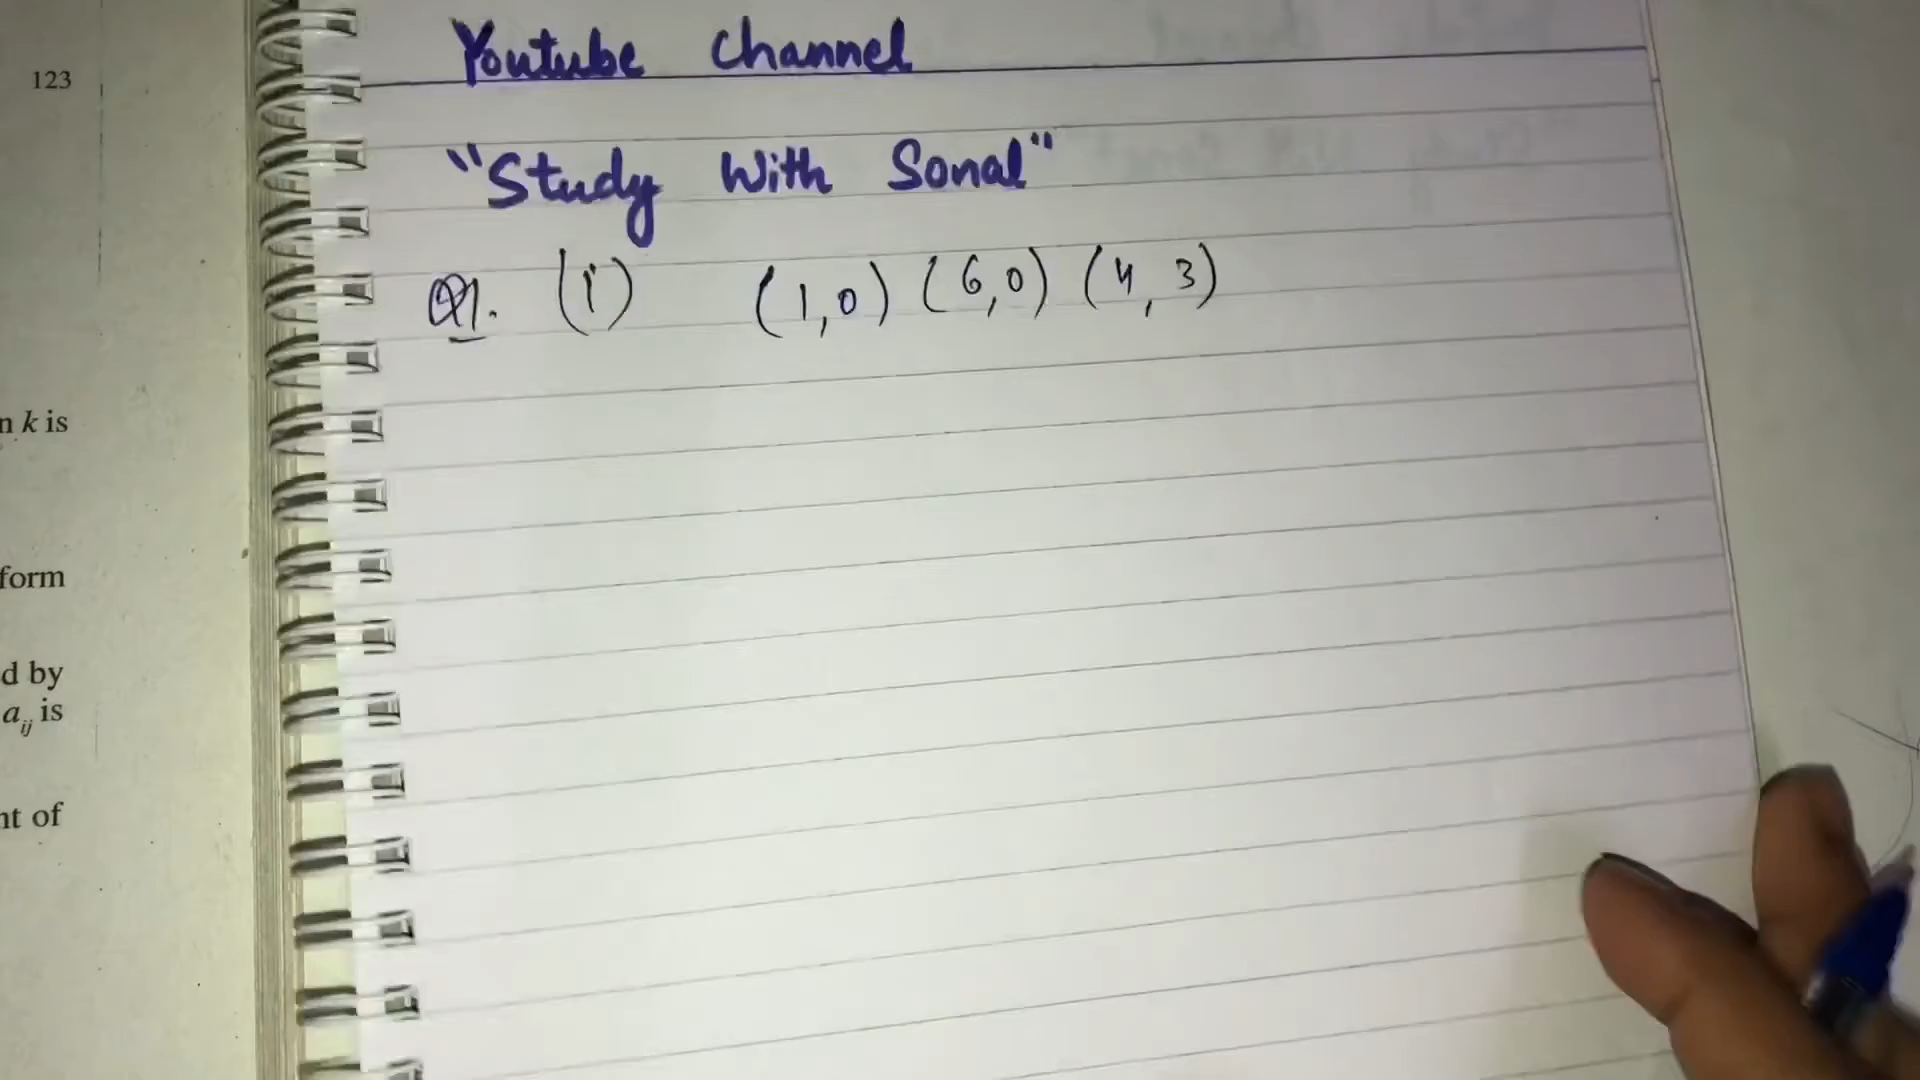 123
Youtube Channel
"Study With Sonal"
Q1. (i) (1,0) (6,0) (4,3)
k is
form
d by
a_ij is
of